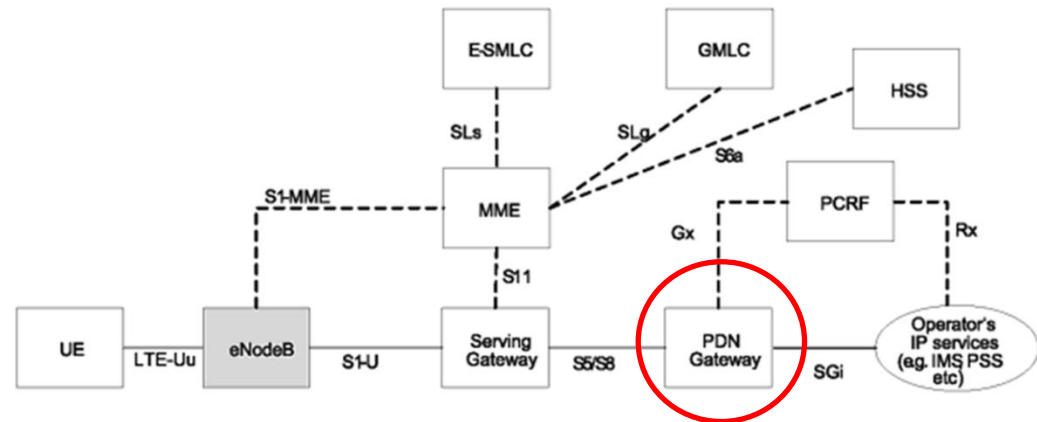 E-SMLC
GMLC
HSS
SLs
SLg
S6a
S1-MME
MME
PCRF
Gx
Rx
S11
UE
eNodeB
Serving
Gateway
PDN
Gateway
Operator's
IP services
(e.g. IMS, PSS
etc)
LTE-Uu
S1-U
S5/S8
SGi